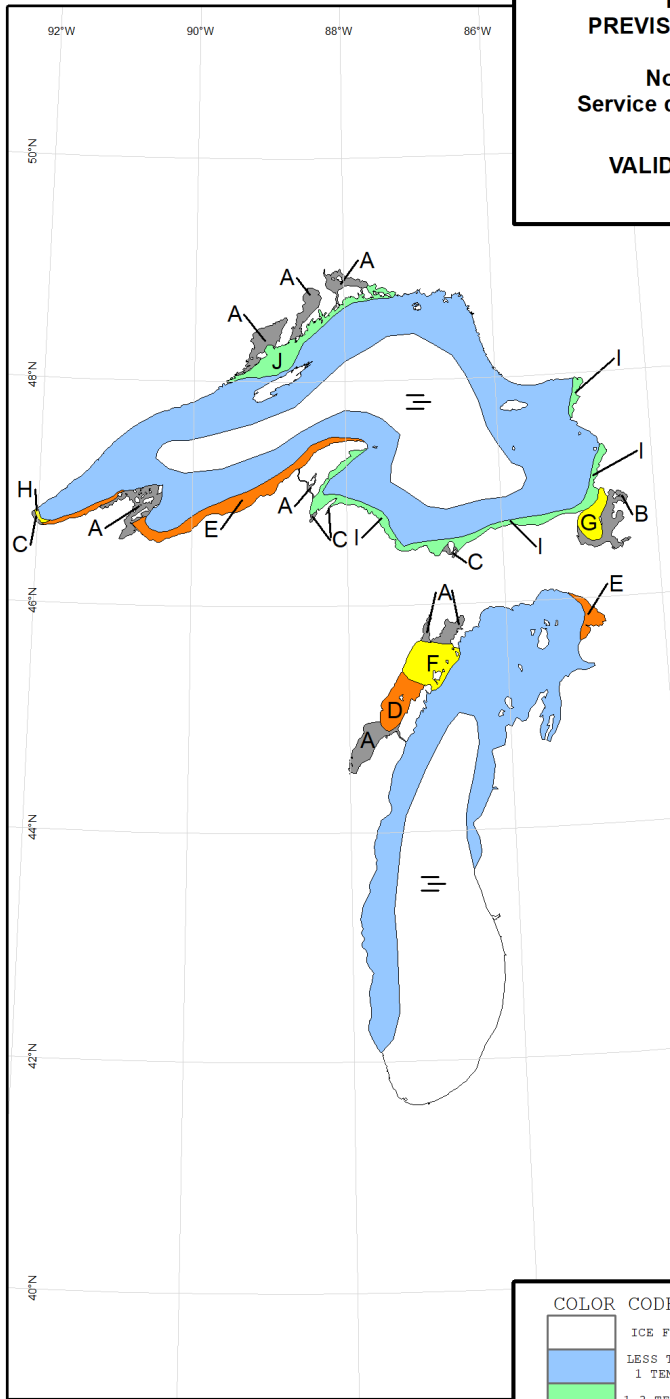 PREVIS
No
Service d
VALID
92°W 90°W 88°W 86°W
50°N
A
A
A
J
48°N
I
I
H
A
A
B
G
C
E
C I
I
C
46°N
A
E
F
D
A
44°N
42°N
40°N
COLOR CODE
ICE F
LESS T
1 TEN